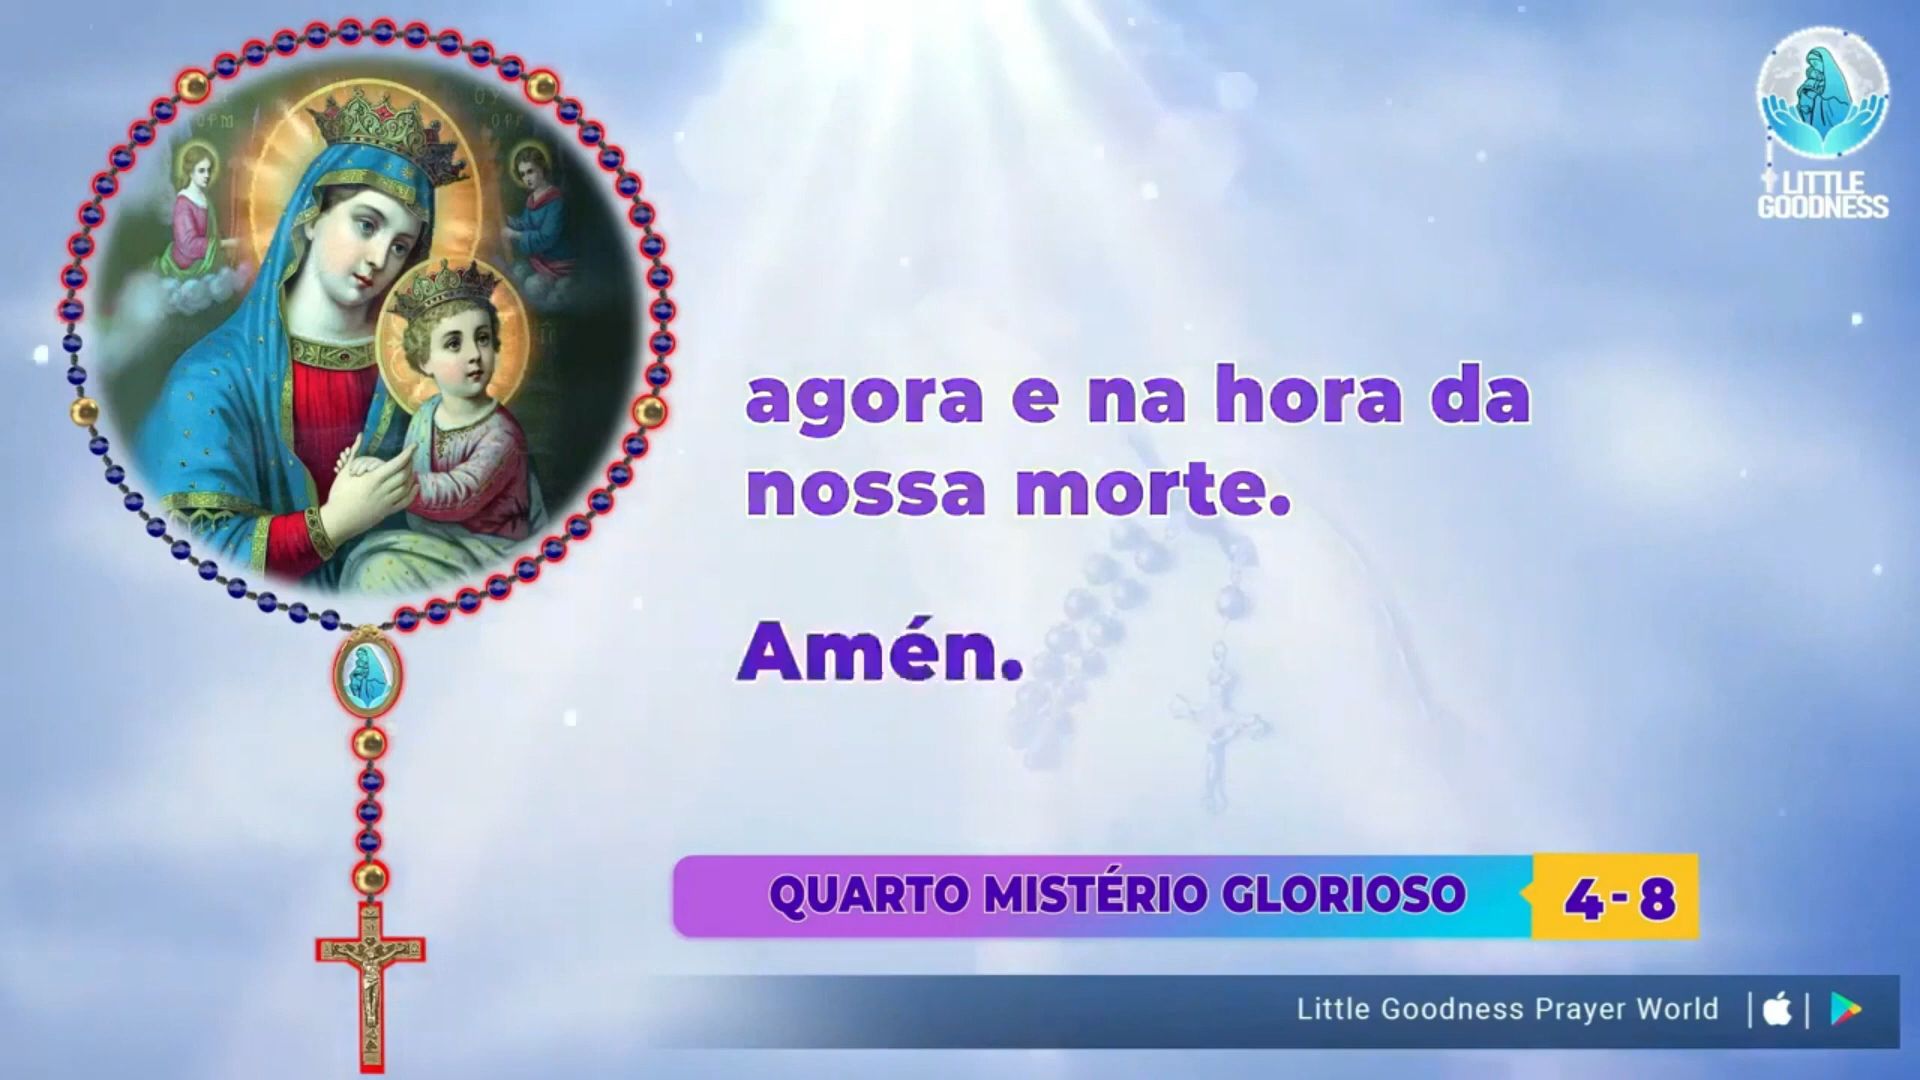 LITTLE
GOODNESS
agora e na hora da
nossa morte.
Amén.
QUARTO MISTÉRIO GLORIOSO
4-8
Little Goodness Prayer World